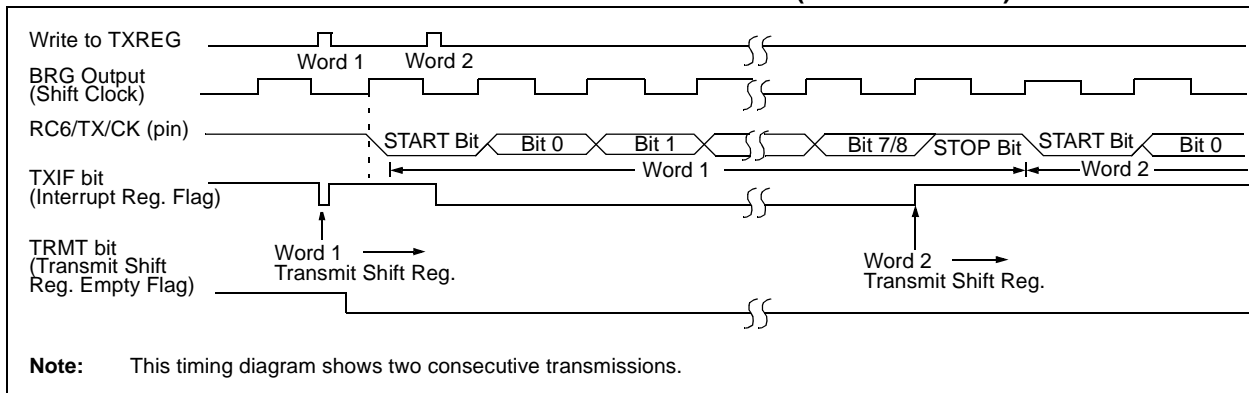 Write to TXREG
Word 1 Word 2
BRG Output
(Shift Clock)
RC6/TX/CK (pin)
START Bit Bit 0 Bit 1 Bit 7/8 STOP Bit START Bit Bit 0
Word 1 Word 2
TXIF bit
(Interrupt Reg. Flag)
Word 1
Transmit Shift Reg.
Word 2
Transmit Shift Reg.
TRMT bit
(Transmit Shift
Reg. Empty Flag)
Note: This timing diagram shows two consecutive transmissions.